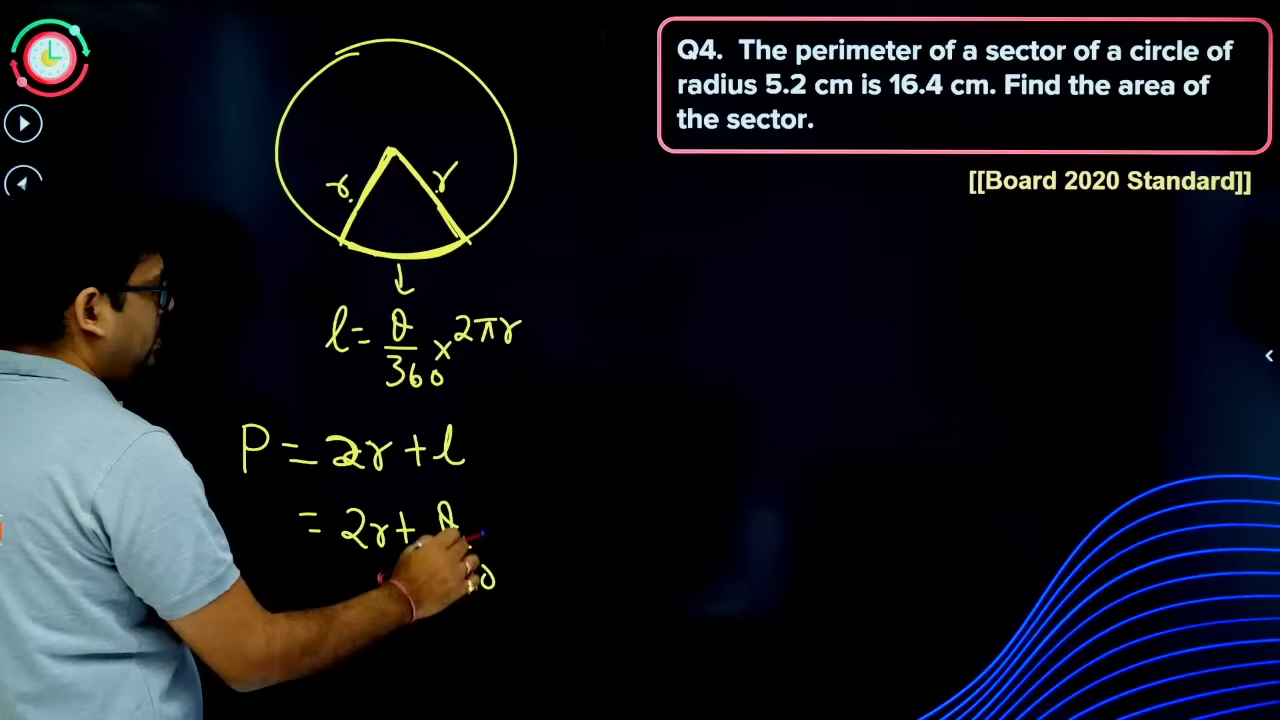 Q4. The perimeter of a sector of a circle of
radius 5.2 cm is 16.4 cm. Find the area of
the sector.
[[Board 2020 Standard]]
r r
l = θ/360 × 2πr
P = 2r + l
= 2r + θ
0